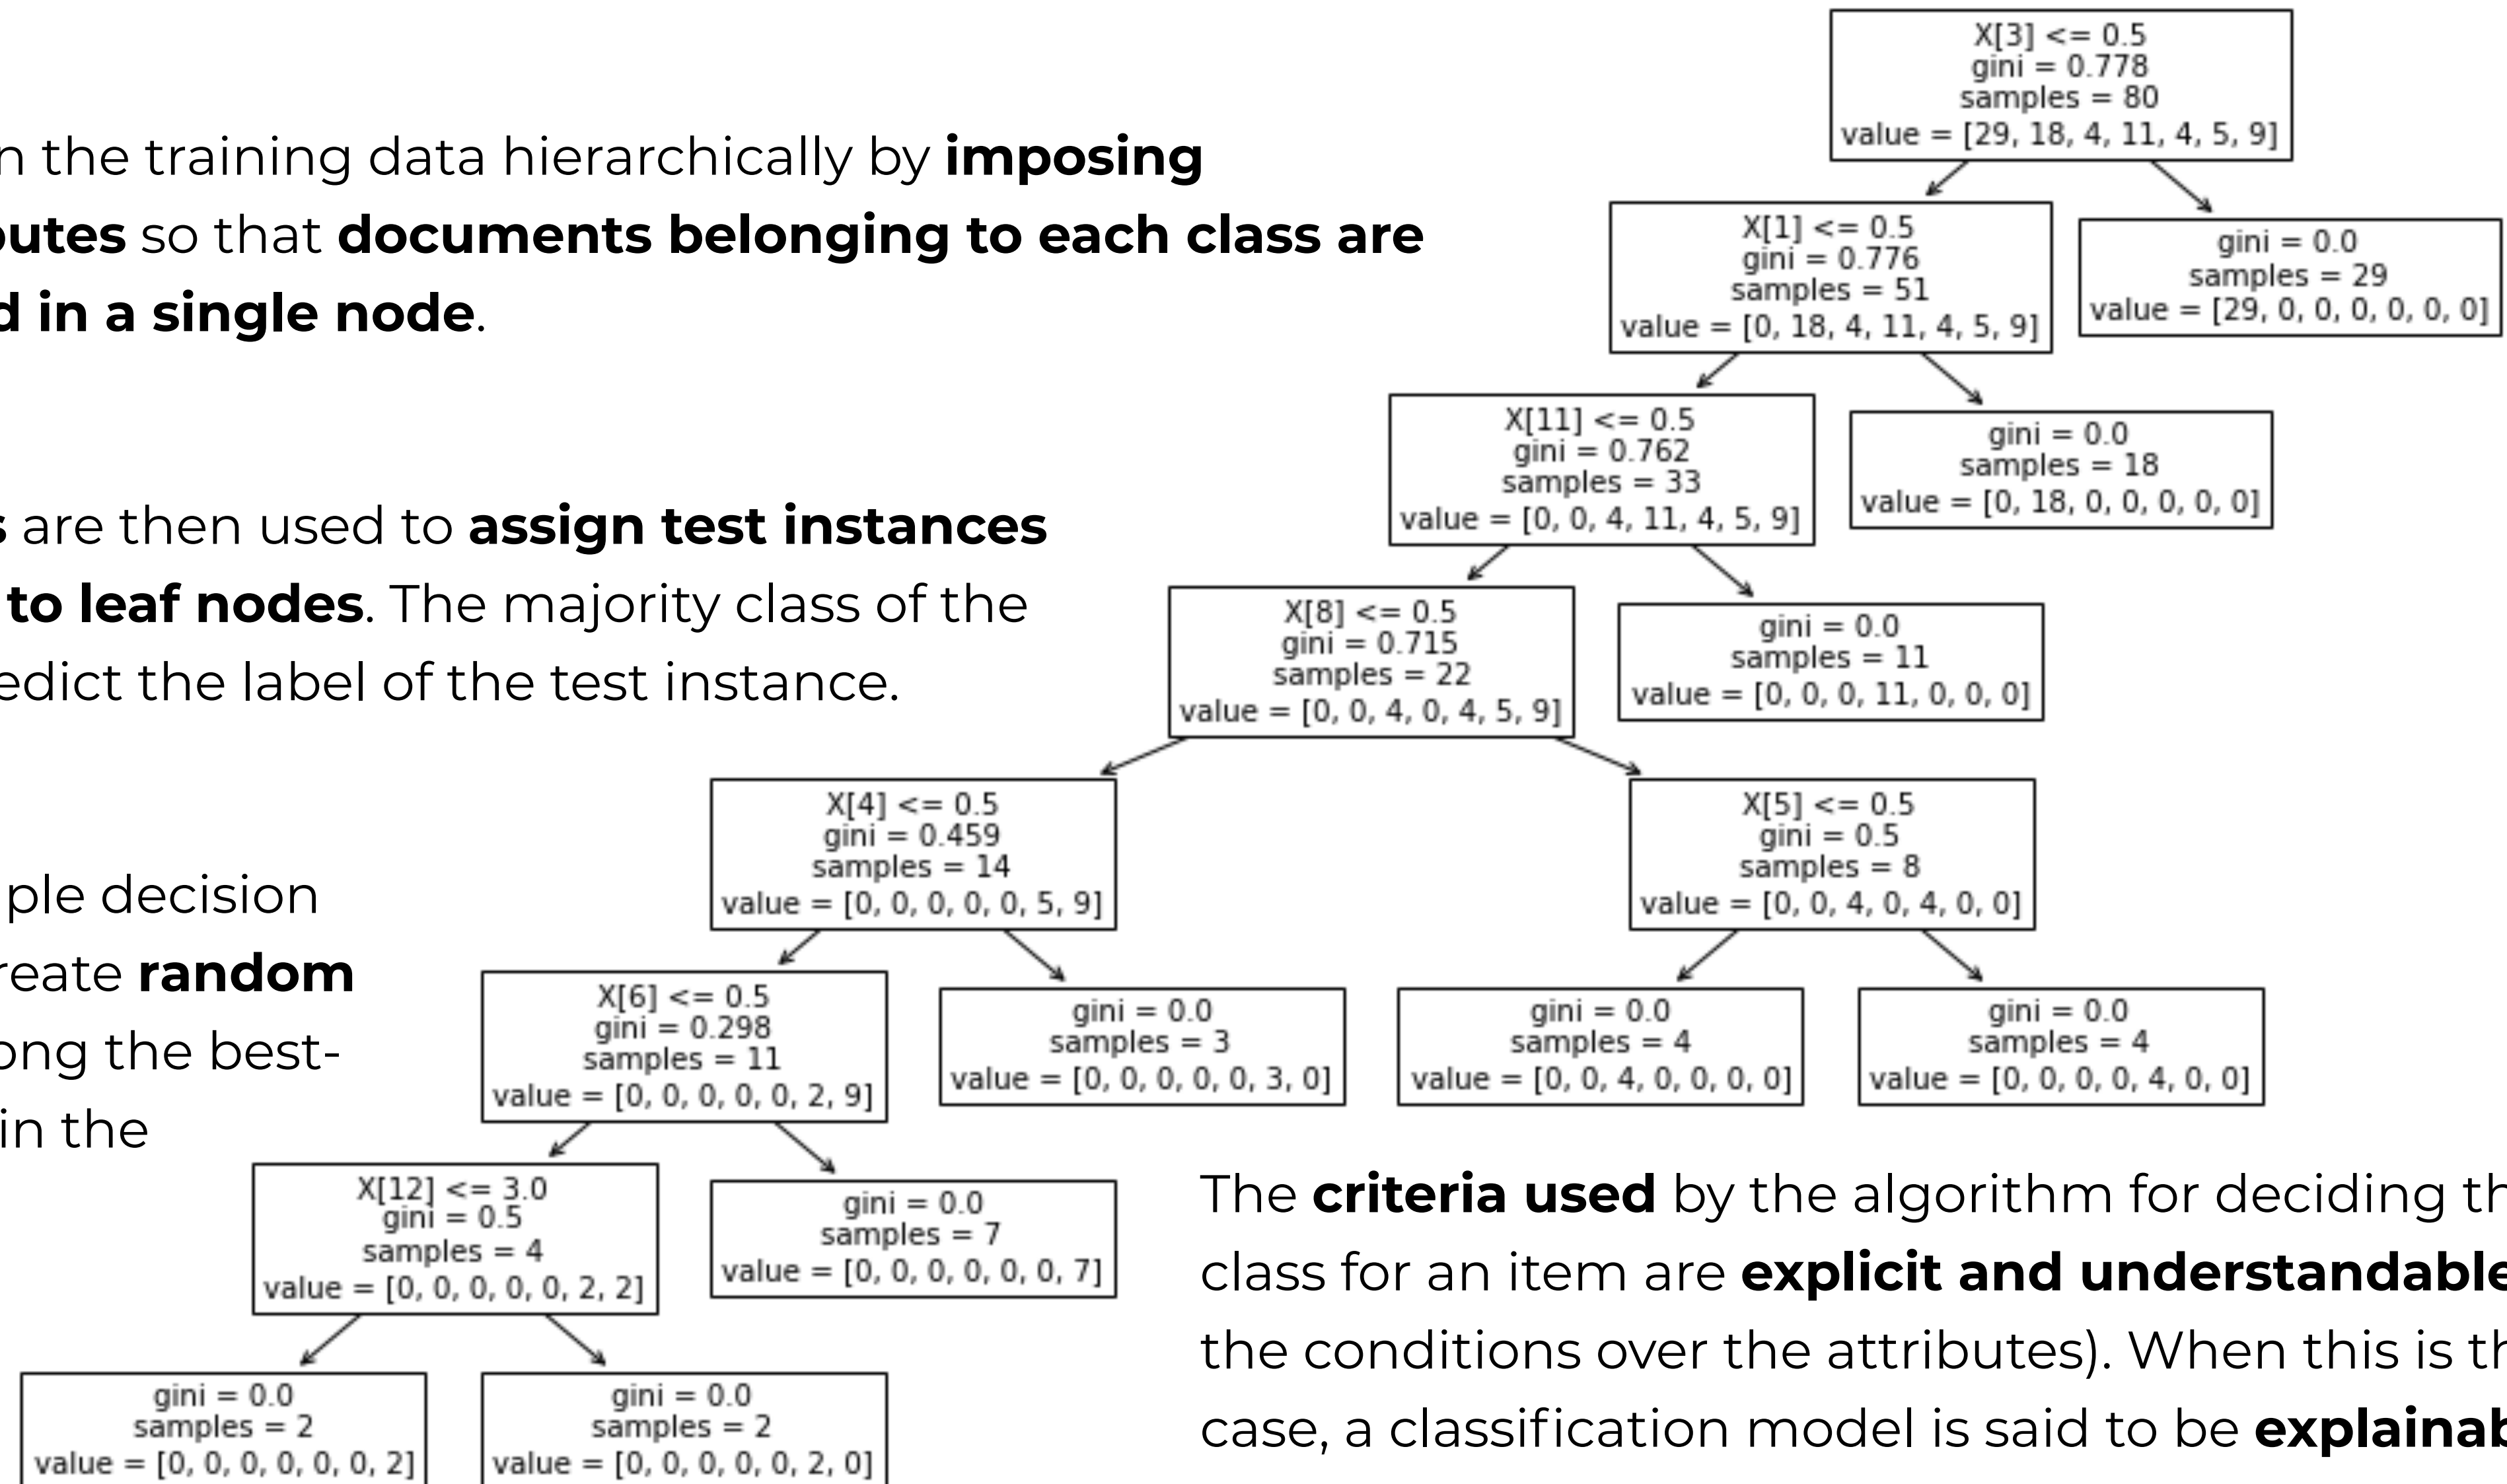 n the training data hierarchically by imposing
butes so that documents belonging to each class are
d in a single node.
s are then used to assign test instances
to leaf nodes. The majority class of the
edict the label of the test instance.
ple decision
reate random
ong the best-
in the
X[3] <= 0.5
gini = 0.778
samples = 80
value = [29, 18, 4, 11, 4, 5, 9]
X[1] <= 0.5
gini = 0.776
samples = 51
value = [0, 18, 4, 11, 4, 5, 9]
gini = 0.0
samples = 29
value = [29, 0, 0, 0, 0, 0, 0]
X[11] <= 0.5
gini = 0.762
samples = 33
value = [0, 0, 4, 11, 4, 5, 9]
gini = 0.0
samples = 18
value = [0, 18, 0, 0, 0, 0, 0]
X[8] <= 0.5
gini = 0.715
samples = 22
value = [0, 0, 4, 0, 4, 5, 9]
gini = 0.0
samples = 11
value = [0, 0, 0, 11, 0, 0, 0]
X[4] <= 0.5
gini = 0.459
samples = 14
value = [0, 0, 0, 0, 0, 5, 9]
X[5] <= 0.5
gini = 0.5
samples = 8
value = [0, 0, 4, 0, 4, 0, 0]
X[6] <= 0.5
gini = 0.298
samples = 11
value = [0, 0, 0, 0, 0, 2, 9]
gini = 0.0
samples = 3
value = [0, 0, 0, 0, 0, 3, 0]
gini = 0.0
samples = 4
value = [0, 0, 4, 0, 0, 0, 0]
gini = 0.0
samples = 4
value = [0, 0, 0, 0, 4, 0, 0]
X[12] <= 3.0
gini = 0.5
samples = 4
value = [0, 0, 0, 0, 0, 2, 2]
gini = 0.0
samples = 7
value = [0, 0, 0, 0, 0, 0, 7]
gini = 0.0
samples = 2
value = [0, 0, 0, 0, 0, 0, 2]
gini = 0.0
samples = 2
value = [0, 0, 0, 0, 0, 2, 0]
The criteria used by the algorithm for deciding th
class for an item are explicit and understandable
the conditions over the attributes). When this is th
case, a classification model is said to be explainab